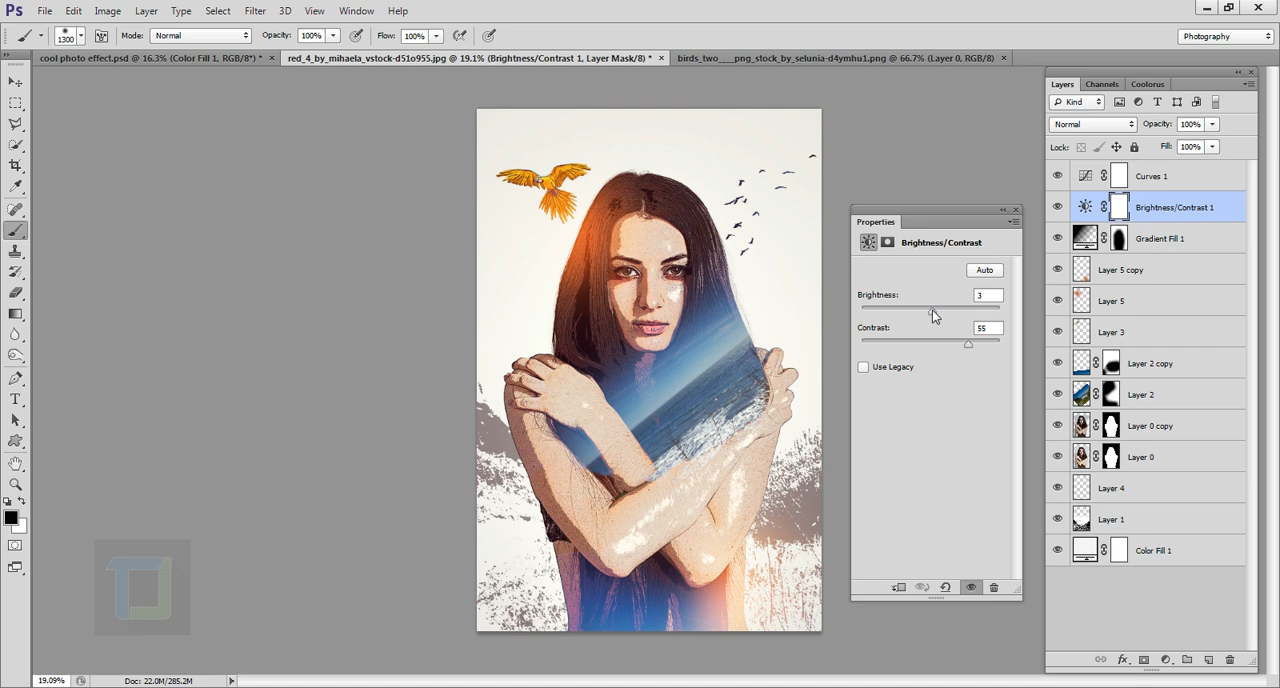 Ps File Edit Image Layer Type Select Filter 3D View Window Help
1300 Mode: Normal Opacity: 100% Flow: 100% Photography
cool photo effect.psd @ 16.3% (Color Fill 1, RGB/8*) * × red_4_by_mihaela_vstock-d51o955.jpg @ 19.1% (Brightness/Contrast 1, Layer Mask/8) * × birds_two____png_stock_by_selunia-d4ymhu1.png @ 66.7% (Layer 0, RGB/8) ×
Layers Channels Coolorus
Kind
Normal Opacity: 100%
Lock: Fill: 100%
Curves 1
Brightness/Contrast 1
Gradient Fill 1
Layer 5 copy
Layer 5
Layer 3
Layer 2 copy
Layer 2
Layer 0 copy
Layer 0
Layer 4
Layer 1
Color Fill 1
Properties
Brightness/Contrast
Auto
Brightness: 3
Contrast: 55
Use Legacy
fx
19.09% Doc: 22.0M/285.2M